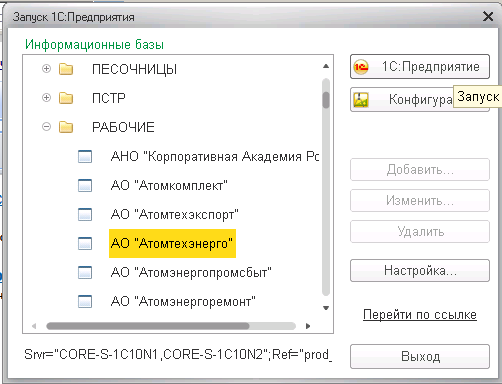 Запуск 1С:Предприятия
Информационные базы
ПЕСОЧНИЦЫ
ПСТР
РАБОЧИЕ
АНО "Корпоративная Академия Ро
АО "Атомкомплект"
АО "Атомтехэкспорт"
АО "Атомтехэнерго"
АО "Атомэнергопромсбыт"
АО "Атомэнергоремонт"
Srvr="CORE-S-1C10N1,CORE-S-1C10N2";Ref="prod_
1С:Предприятие
Конфигура
Запуск
Добавить...
Изменить...
Удалить
Настройка...
Перейти по ссылке
Выход